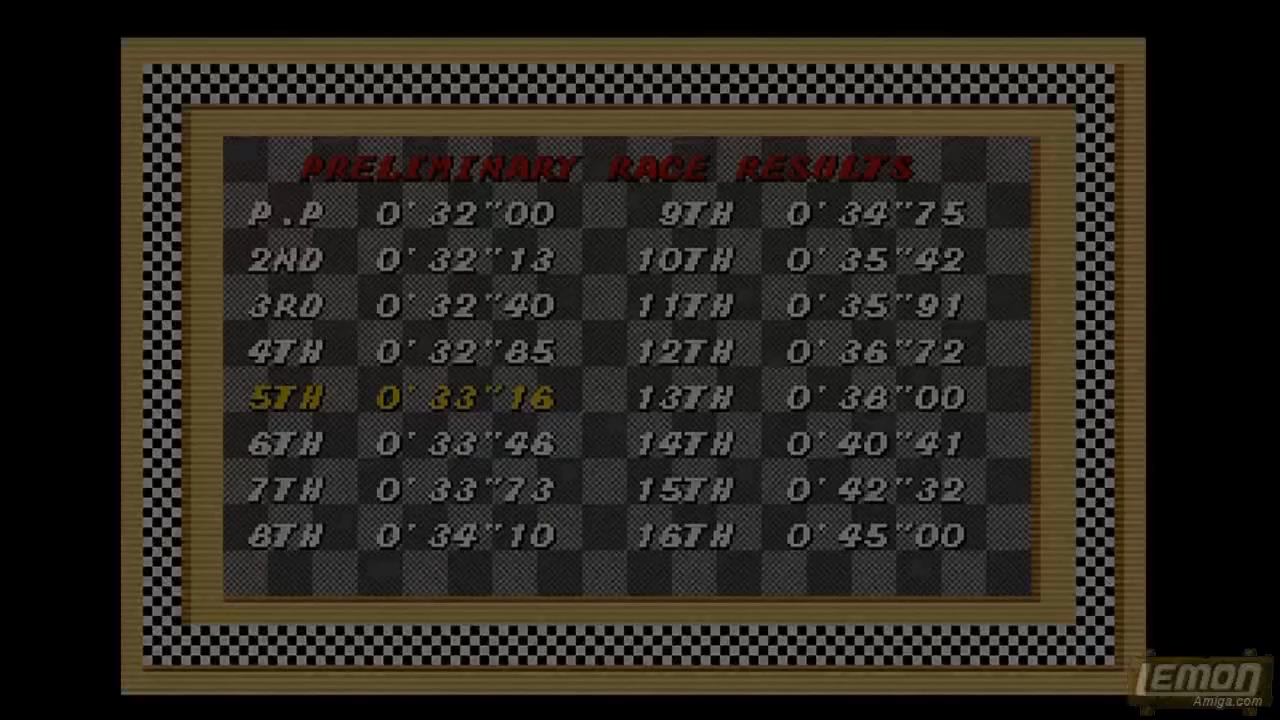 PRELIMINARY RACE RESULTS
P.P 0'32"00 9TH 0'34"75
2ND 0'32"13 10TH 0'35"42
3RD 0'32"40 11TH 0'35"91
4TH 0'32"85 12TH 0'36"72
5TH 0'33"16 13TH 0'38"00
6TH 0'33"46 14TH 0'40"41
7TH 0'33"73 15TH 0'42"32
8TH 0'34"10 16TH 0'45"00
Lemon
Amiga.com